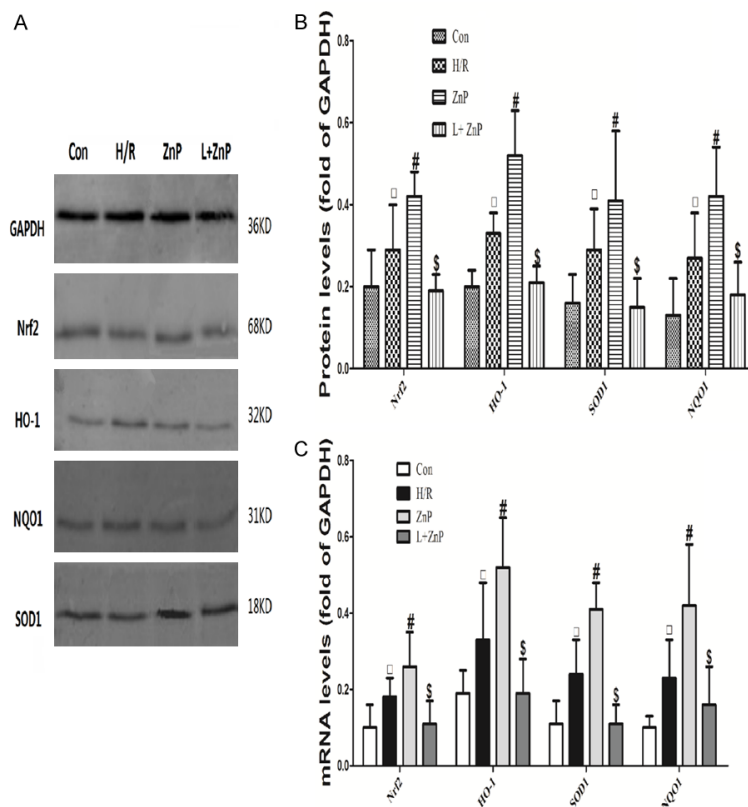 A
Con H/R ZnP L+ZnP
GAPDH 36KD
Nrf2 68KD
HO-1 32KD
NQO1 31KD
SOD1 18KD
B
Protein levels (fold of GAPDH)
0.8
0.6
0.4
0.2
0.0
Con
H/R
ZnP
L+ ZnP
□ # $
□ # $
□ # $
□ # $
Nrf2 HO-1 SOD1 NQO1
C
mRNA levels (fold of GAPDH)
0.8
0.6
0.4
0.2
0.0
Con
H/R
ZnP
L+ZnP
□ # $
□ # $
□ # $
□ # $
Nrf2 HO-1 SOD1 NQO1